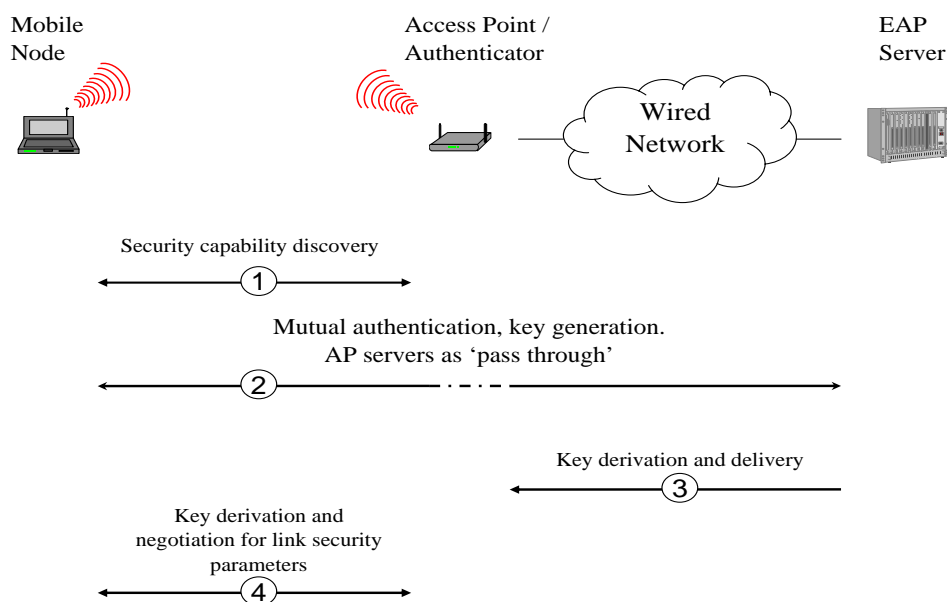 Mobile
Node
Access Point /
Authenticator
EAP
Server
Wired
Network
Security capability discovery
1
Mutual authentication, key generation.
AP servers as ‘pass through’
2
Key derivation and delivery
3
Key derivation and
negotiation for link security
parameters
4